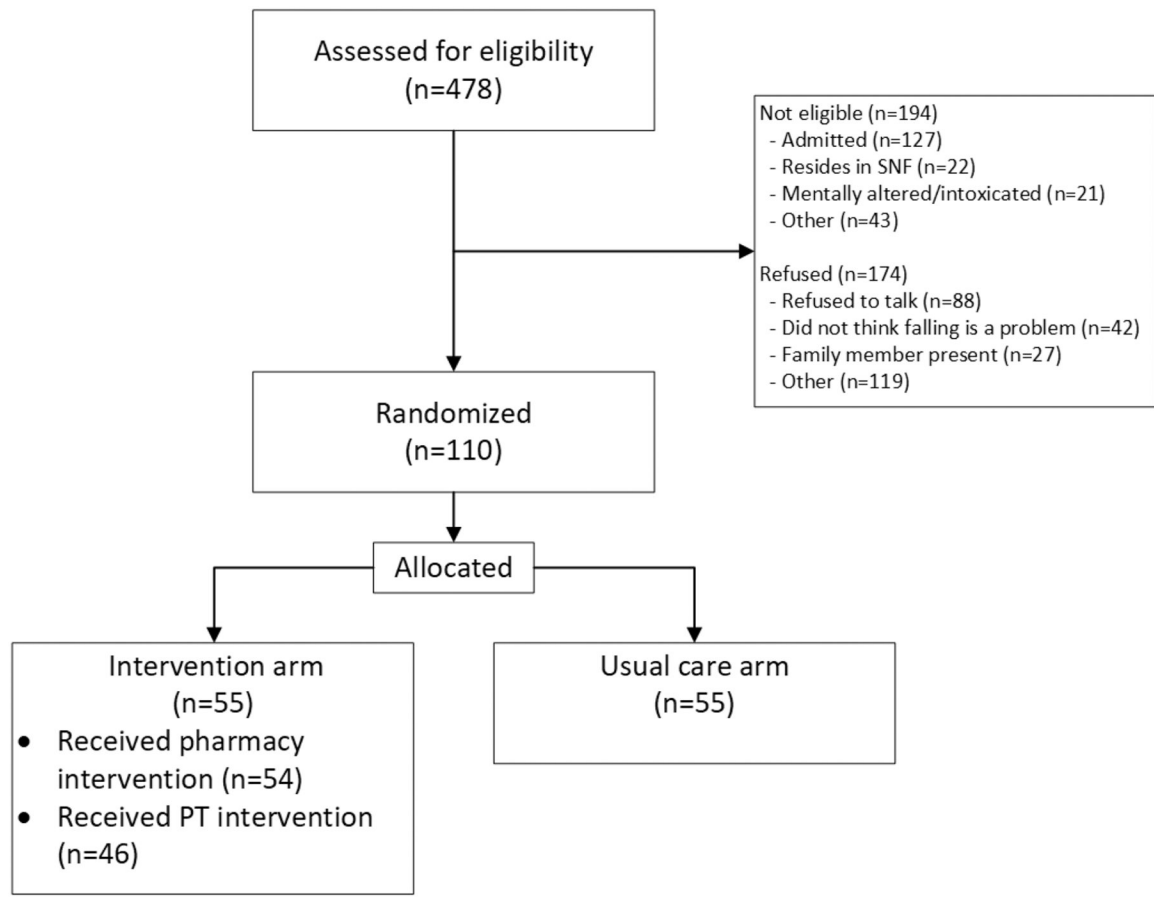 Assessed for eligibility
(n=478)
Not eligible (n=194)
- Admitted (n=127)
- Resides in SNF (n=22)
- Mentally altered/intoxicated (n=21)
- Other (n=43)
Refused (n=174)
- Refused to talk (n=88)
- Did not think falling is a problem (n=42)
- Family member present (n=27)
- Other (n=119)
Randomized
(n=110)
Allocated
Intervention arm
(n=55)
• Received pharmacy
intervention (n=54)
• Received PT intervention
(n=46)
Usual care arm
(n=55)